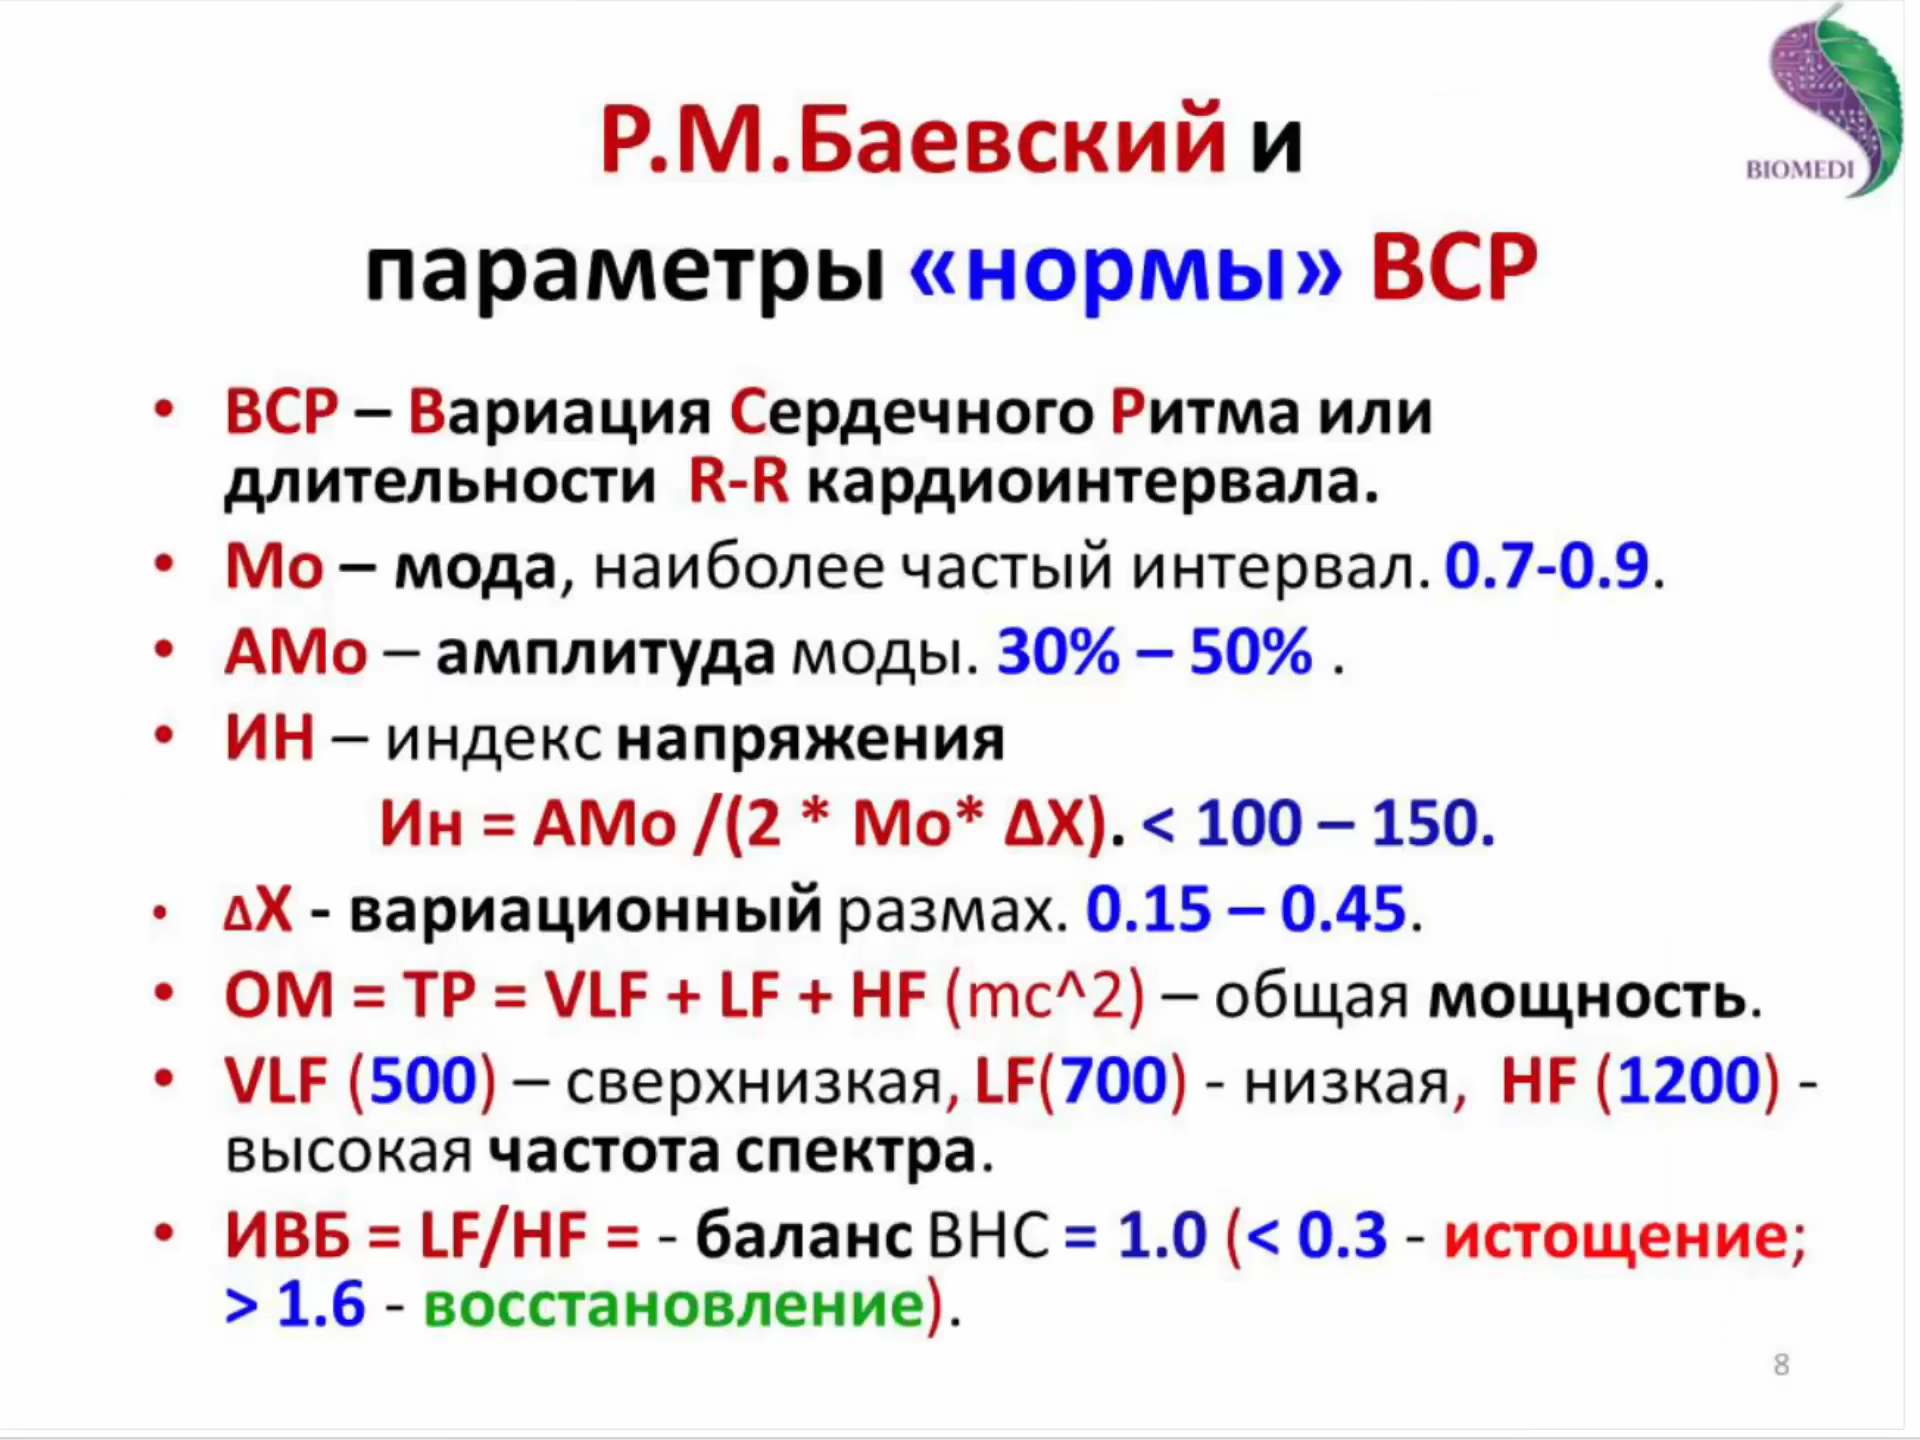 Р.М.Баевский и
параметры «нормы» ВСР
BIOMEDI
• ВСР – Вариация Сердечного Ритма или
длительности R-R кардиоинтервала.
• Мо – мода, наиболее частый интервал. 0.7-0.9.
• АМо – амплитуда моды. 30% – 50% .
• ИН – индекс напряжения
Ин = АМо /(2 * Мо* ΔХ). < 100 – 150.
• ΔХ - вариационный размах. 0.15 – 0.45.
• ОМ = TP = VLF + LF + HF (mc^2) – общая мощность.
• VLF (500) – сверхнизкая, LF(700) - низкая, HF (1200) -
высокая частота спектра.
• ИВБ = LF/HF = - баланс ВНС = 1.0 (< 0.3 - истощение;
> 1.6 - восстановление).
8